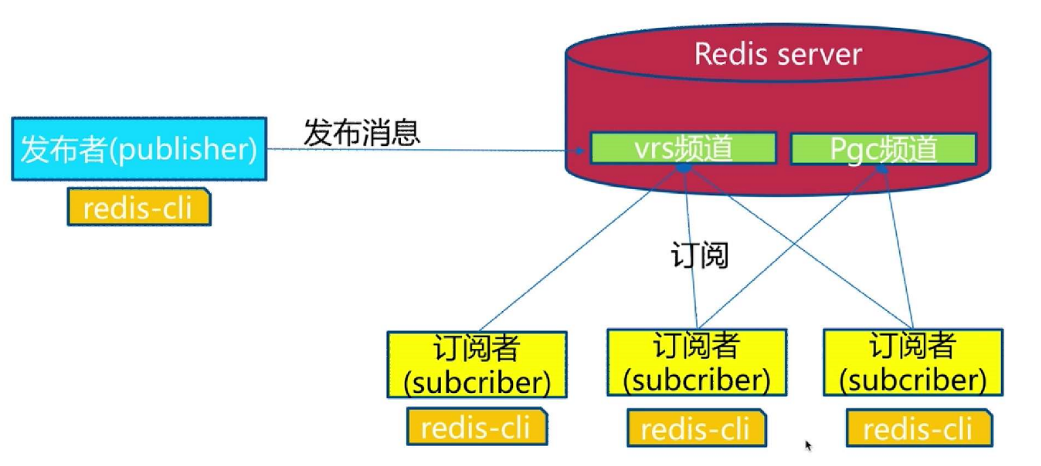 Redis server
发布消息
发布者(publisher)
vrs频道
Pgc频道
redis-cli
订阅
订阅者
(subcriber)
订阅者
(subcriber)
订阅者
(subcriber)
redis-cli
redis-cli
redis-cli